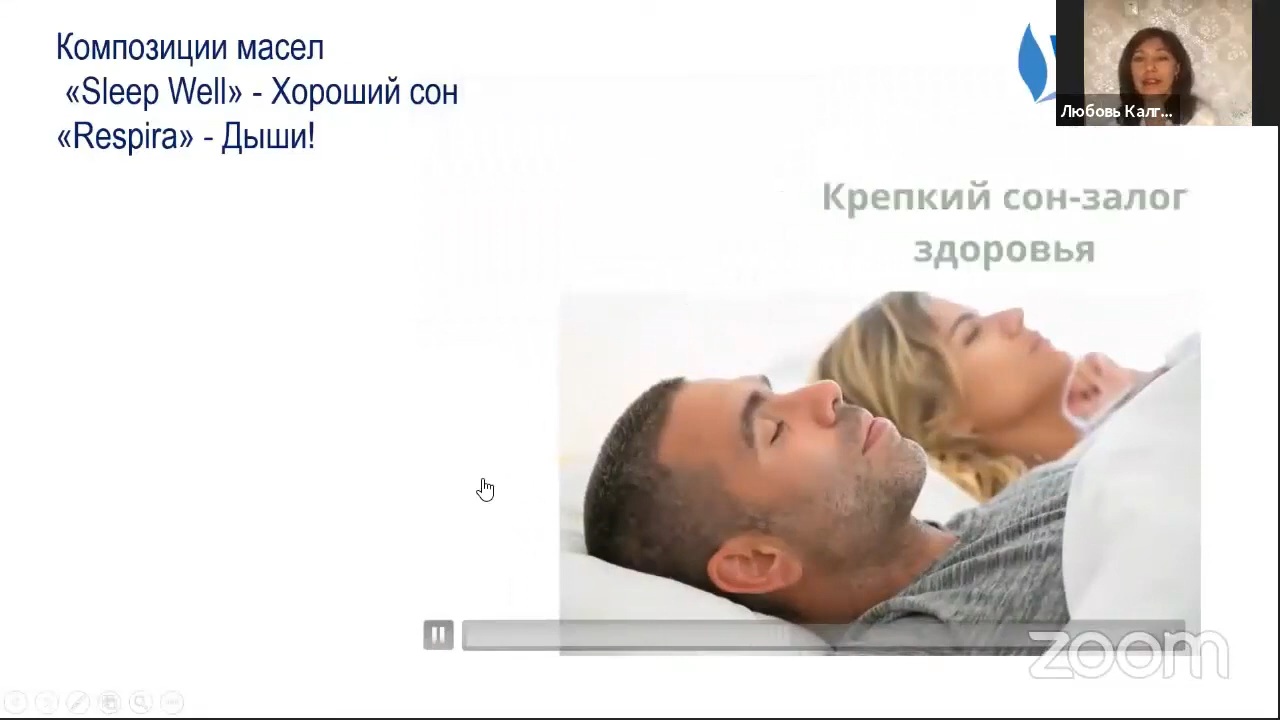 Композиции масел
«Sleep Well» - Хороший сон
«Respira» - Дыши!
Любовь Калг...
Крепкий сон-залог
здоровья
zoom